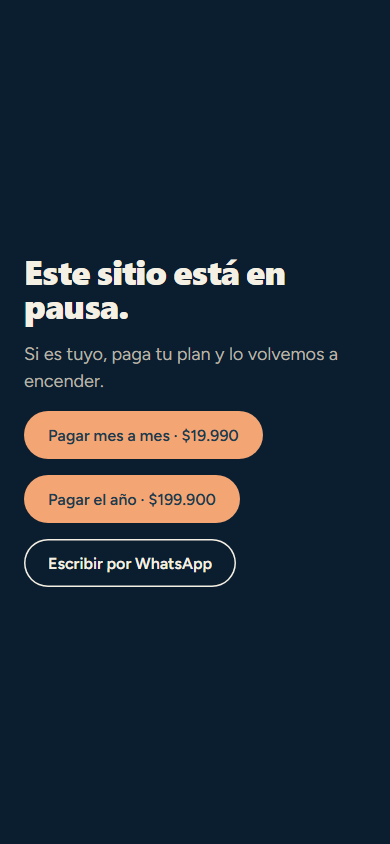 Este sitio está en
pausa.
Si es tuyo, paga tu plan y lo volvemos a
encender.
Pagar mes a mes · $19.990
Pagar el año · $199.900
Escribir por WhatsApp